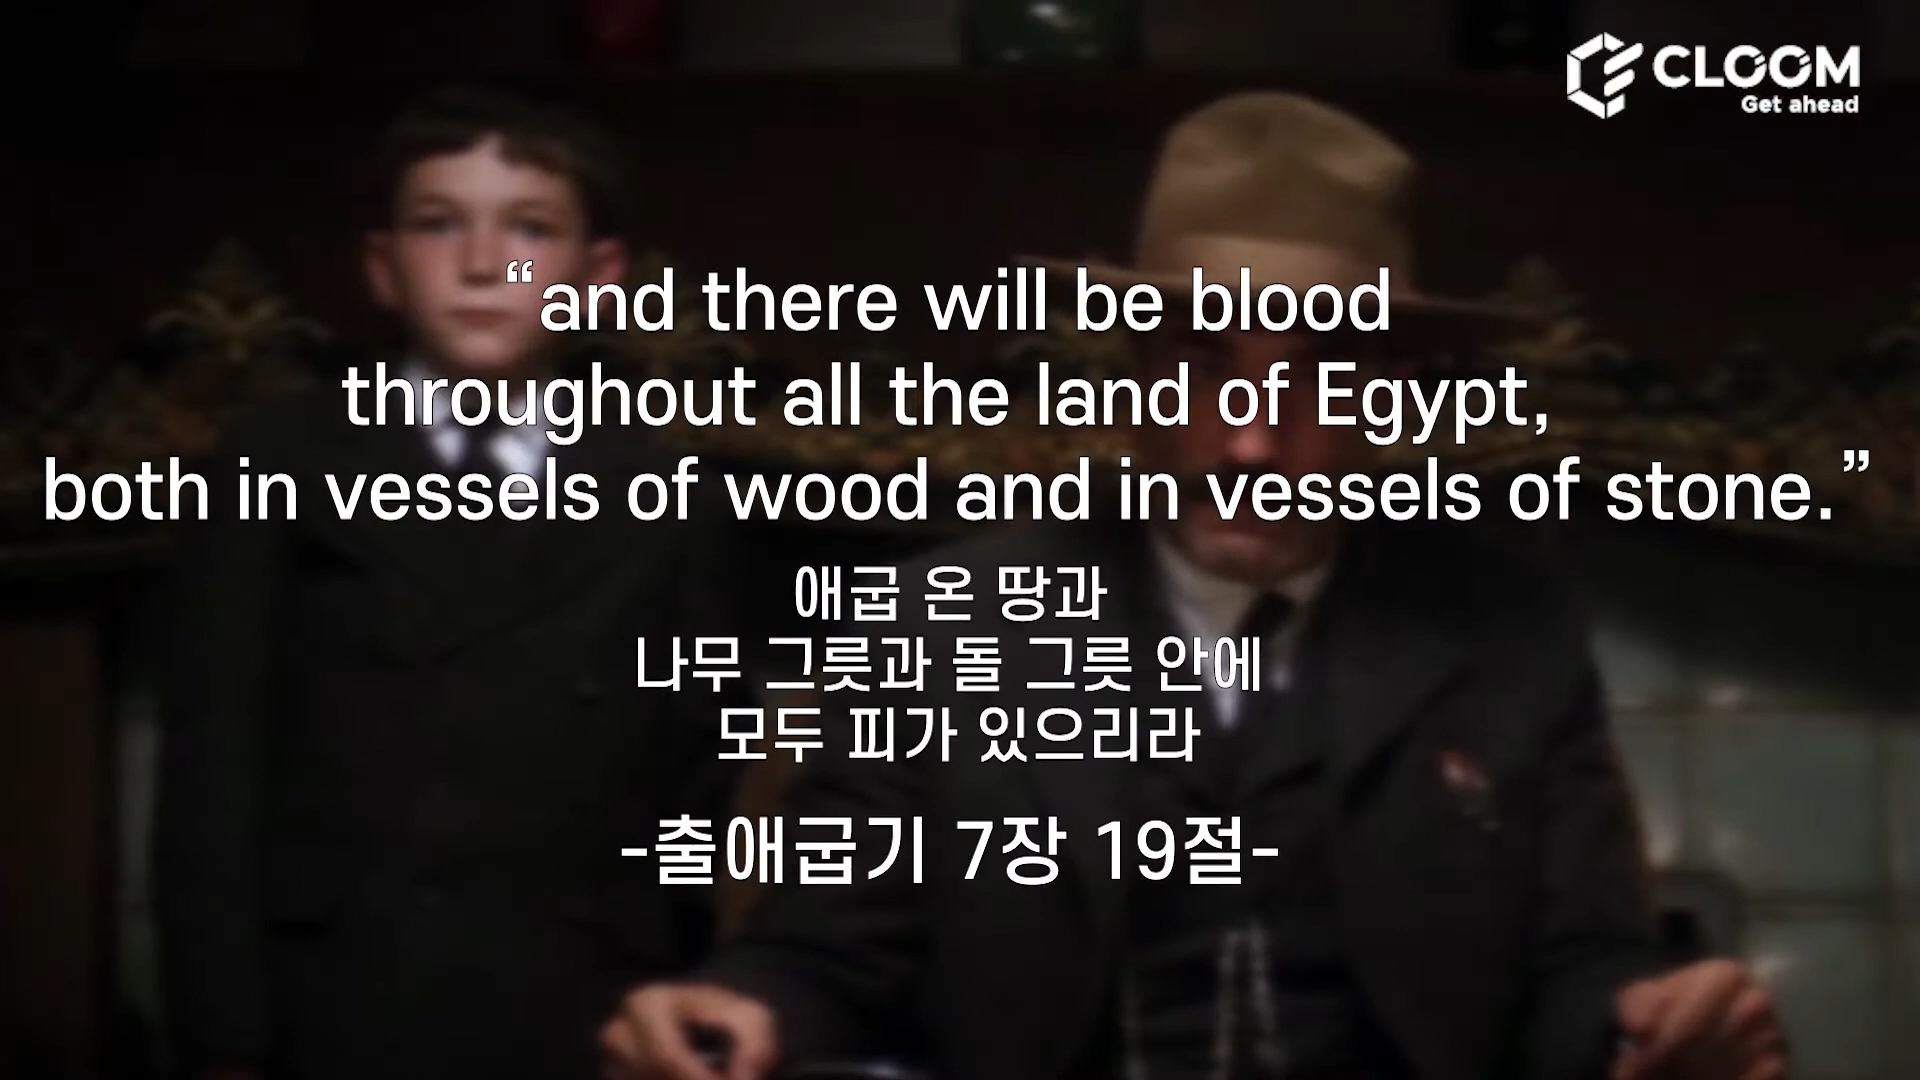 CLOOM
Get ahead
“and there will be blood
throughout all the land of Egypt,
both in vessels of wood and in vessels of stone.”
애굽 온 땅과
나무 그릇과 돌 그릇 안에
모두 피가 있으리라
-출애굽기 7장 19절-